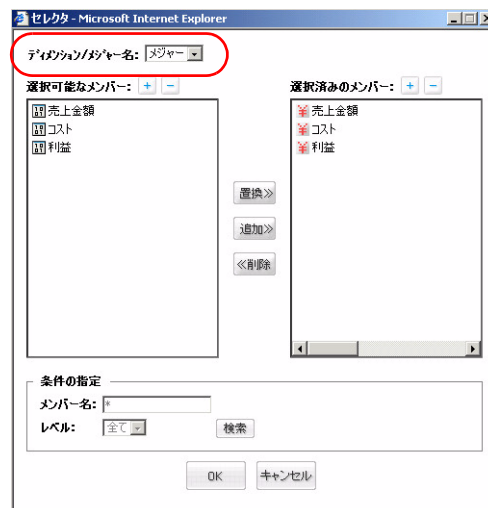 セレクタ - Microsoft Internet Explorer
ディメンション/メジャー名: メジャー
選択可能なメンバー: + −
選択済みのメンバー: + −
売上金額
コスト
利益
売上金額
コスト
利益
置換≫
追加≫
≪削除
条件の指定
メンバー名: *
レベル: 全て 検索
OK キャンセル